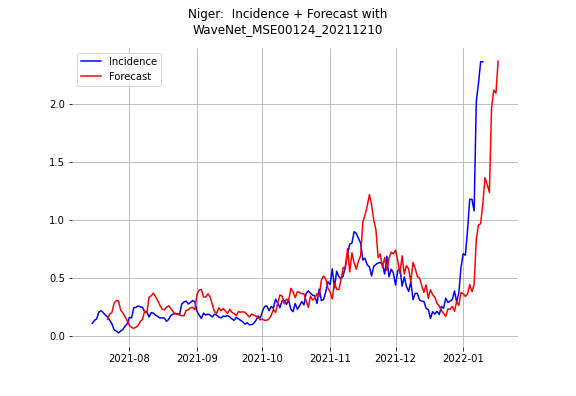 Niger:  Incidence + Forecast with
WaveNet_MSE00124_20211210
Incidence
Forecast
2.0
1.5
1.0
0.5
0.0
2021-08
2021-09
2021-10
2021-11
2021-12
2022-01